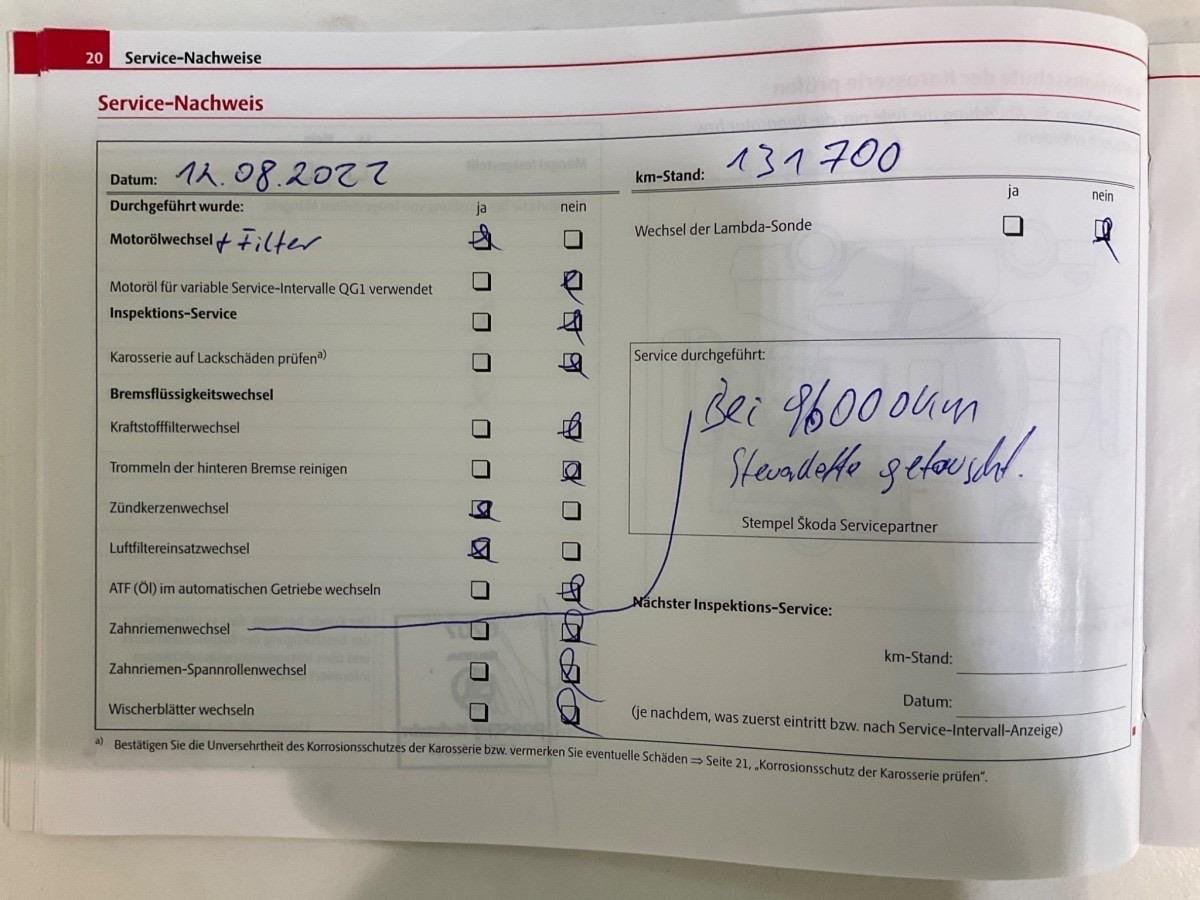 20 Service-Nachweise
Service-Nachweis
Datum: 12.08.2022
Durchgeführt wurde: ja nein
Motorölwechsel + Filter
Motoröl für variable Service-Intervalle QG1 verwendet
Inspektions-Service
Karosserie auf Lackschäden prüfen a)
Bremsflüssigkeitswechsel
Kraftstofffilterwechsel
Trommeln der hinteren Bremse reinigen
Zündkerzenwechsel
Luftfiltereinsatzwechsel
ATF (Öl) im automatischen Getriebe wechseln
Zahnriemenwechsel
Zahnriemen-Spannrollenwechsel
Wischerblätter wechseln
km-Stand: 131700
ja nein
Wechsel der Lambda-Sonde
Service durchgeführt:
Bei 96000km
getauscht.
Stempel Škoda Servicepartner
Nächster Inspektions-Service:
km-Stand:
Datum:
(je nachdem, was zuerst eintritt bzw. nach Service-Intervall-Anzeige)
a) Bestätigen Sie die Unversehrtheit des Korrosionsschutzes der Karosserie bzw. vermerken Sie eventuelle Schäden ⇒ Seite 21, „Korrosionsschutz der Karosserie prüfen“.